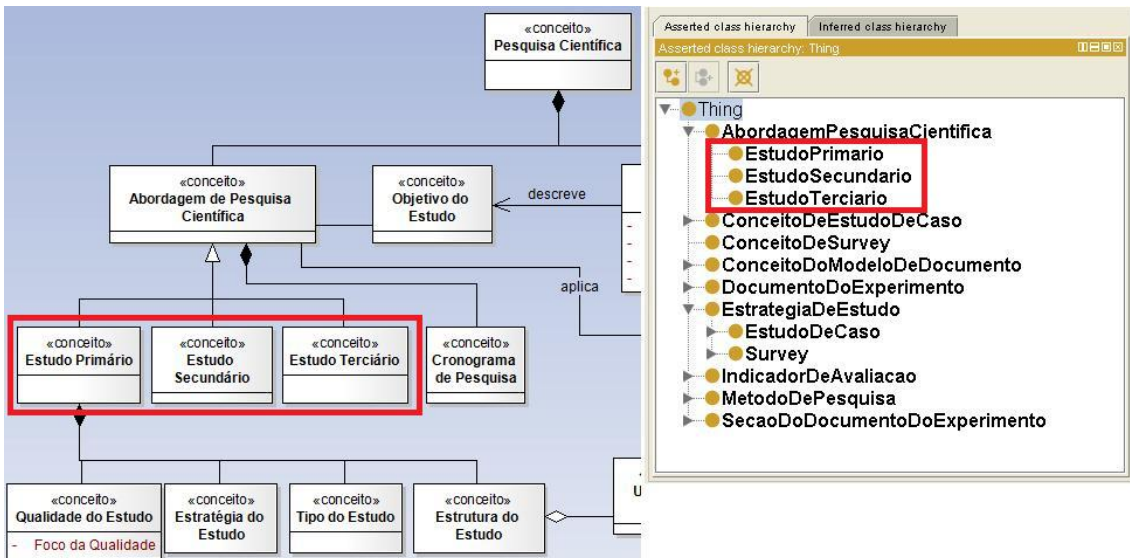 «conceito»
Pesquisa Científica
«conceito»
Abordagem de Pesquisa
Científica
«conceito»
Objetivo do
Estudo
descreve
aplica
«conceito»
Estudo Primário
«conceito»
Estudo
Secundário
«conceito»
Estudo Terciário
«conceito»
Cronograma
de Pesquisa
«conceito»
Qualidade do Estudo
- Foco da Qualidade
«conceito»
Estratégia do
Estudo
«conceito»
Tipo do Estudo
«conceito»
Estrutura do
Estudo
U
Asserted class hierarchy
Inferred class hierarchy
Asserted class hierarchy: Thing
Thing
AbordagemPesquisaCientifica
EstudoPrimario
EstudoSecundario
EstudoTerciario
ConceitoDeEstudoDeCaso
ConceitoDeSurvey
ConceitoDoModeloDeDocumento
DocumentoDoExperimento
EstrategiaDeEstudo
EstudoDeCaso
Survey
IndicadorDeAvaliacao
MetodoDePesquisa
SecaoDoDocumentoDoExperimento